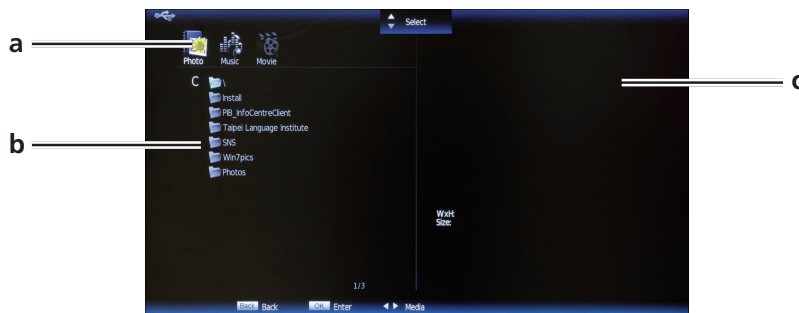 Select
a
Photo Music Movie
C \
Install
PIB_InfoCentreClient
Taipei Language Institute
b
SNS
Win7pics
Photos
WxH:
Size:
1/3
Back Back OK Enter Media